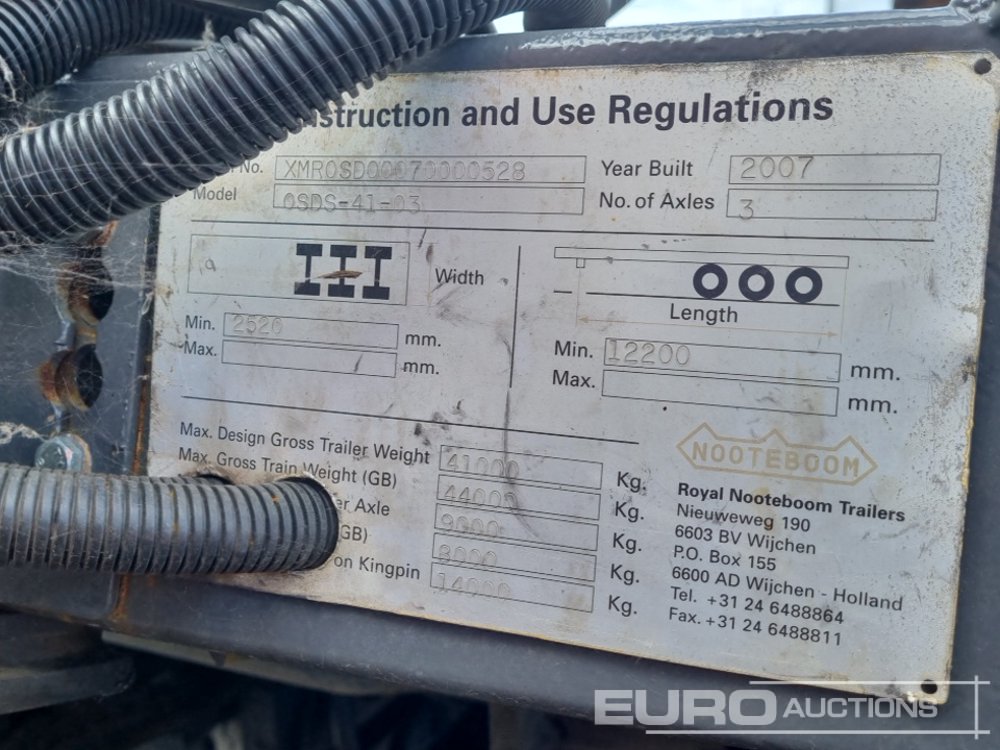 struction and Use Regulations
No. XMR0SD00070000528 Year Built 2007
Model OSDS-41-03 No. of Axles 3
Width
Length
Min. 2520 mm. Min. 12200 mm.
Max. mm. Max. mm.
NOOTEBOOM
Max. Design Gross Trailer Weight 41000 Kg.
Max. Gross Train Weight (GB) 44000 Kg.
er Axle 9000 Kg.
GB) 8000 Kg.
on Kingpin 14000 Kg.
Royal Nooteboom Trailers
Nieuweweg 190
6603 BV Wijchen
P.O. Box 155
6600 AD Wijchen - Holland
Tel. +31 24 6488864
Fax. +31 24 6488811
EURO AUCTIONS